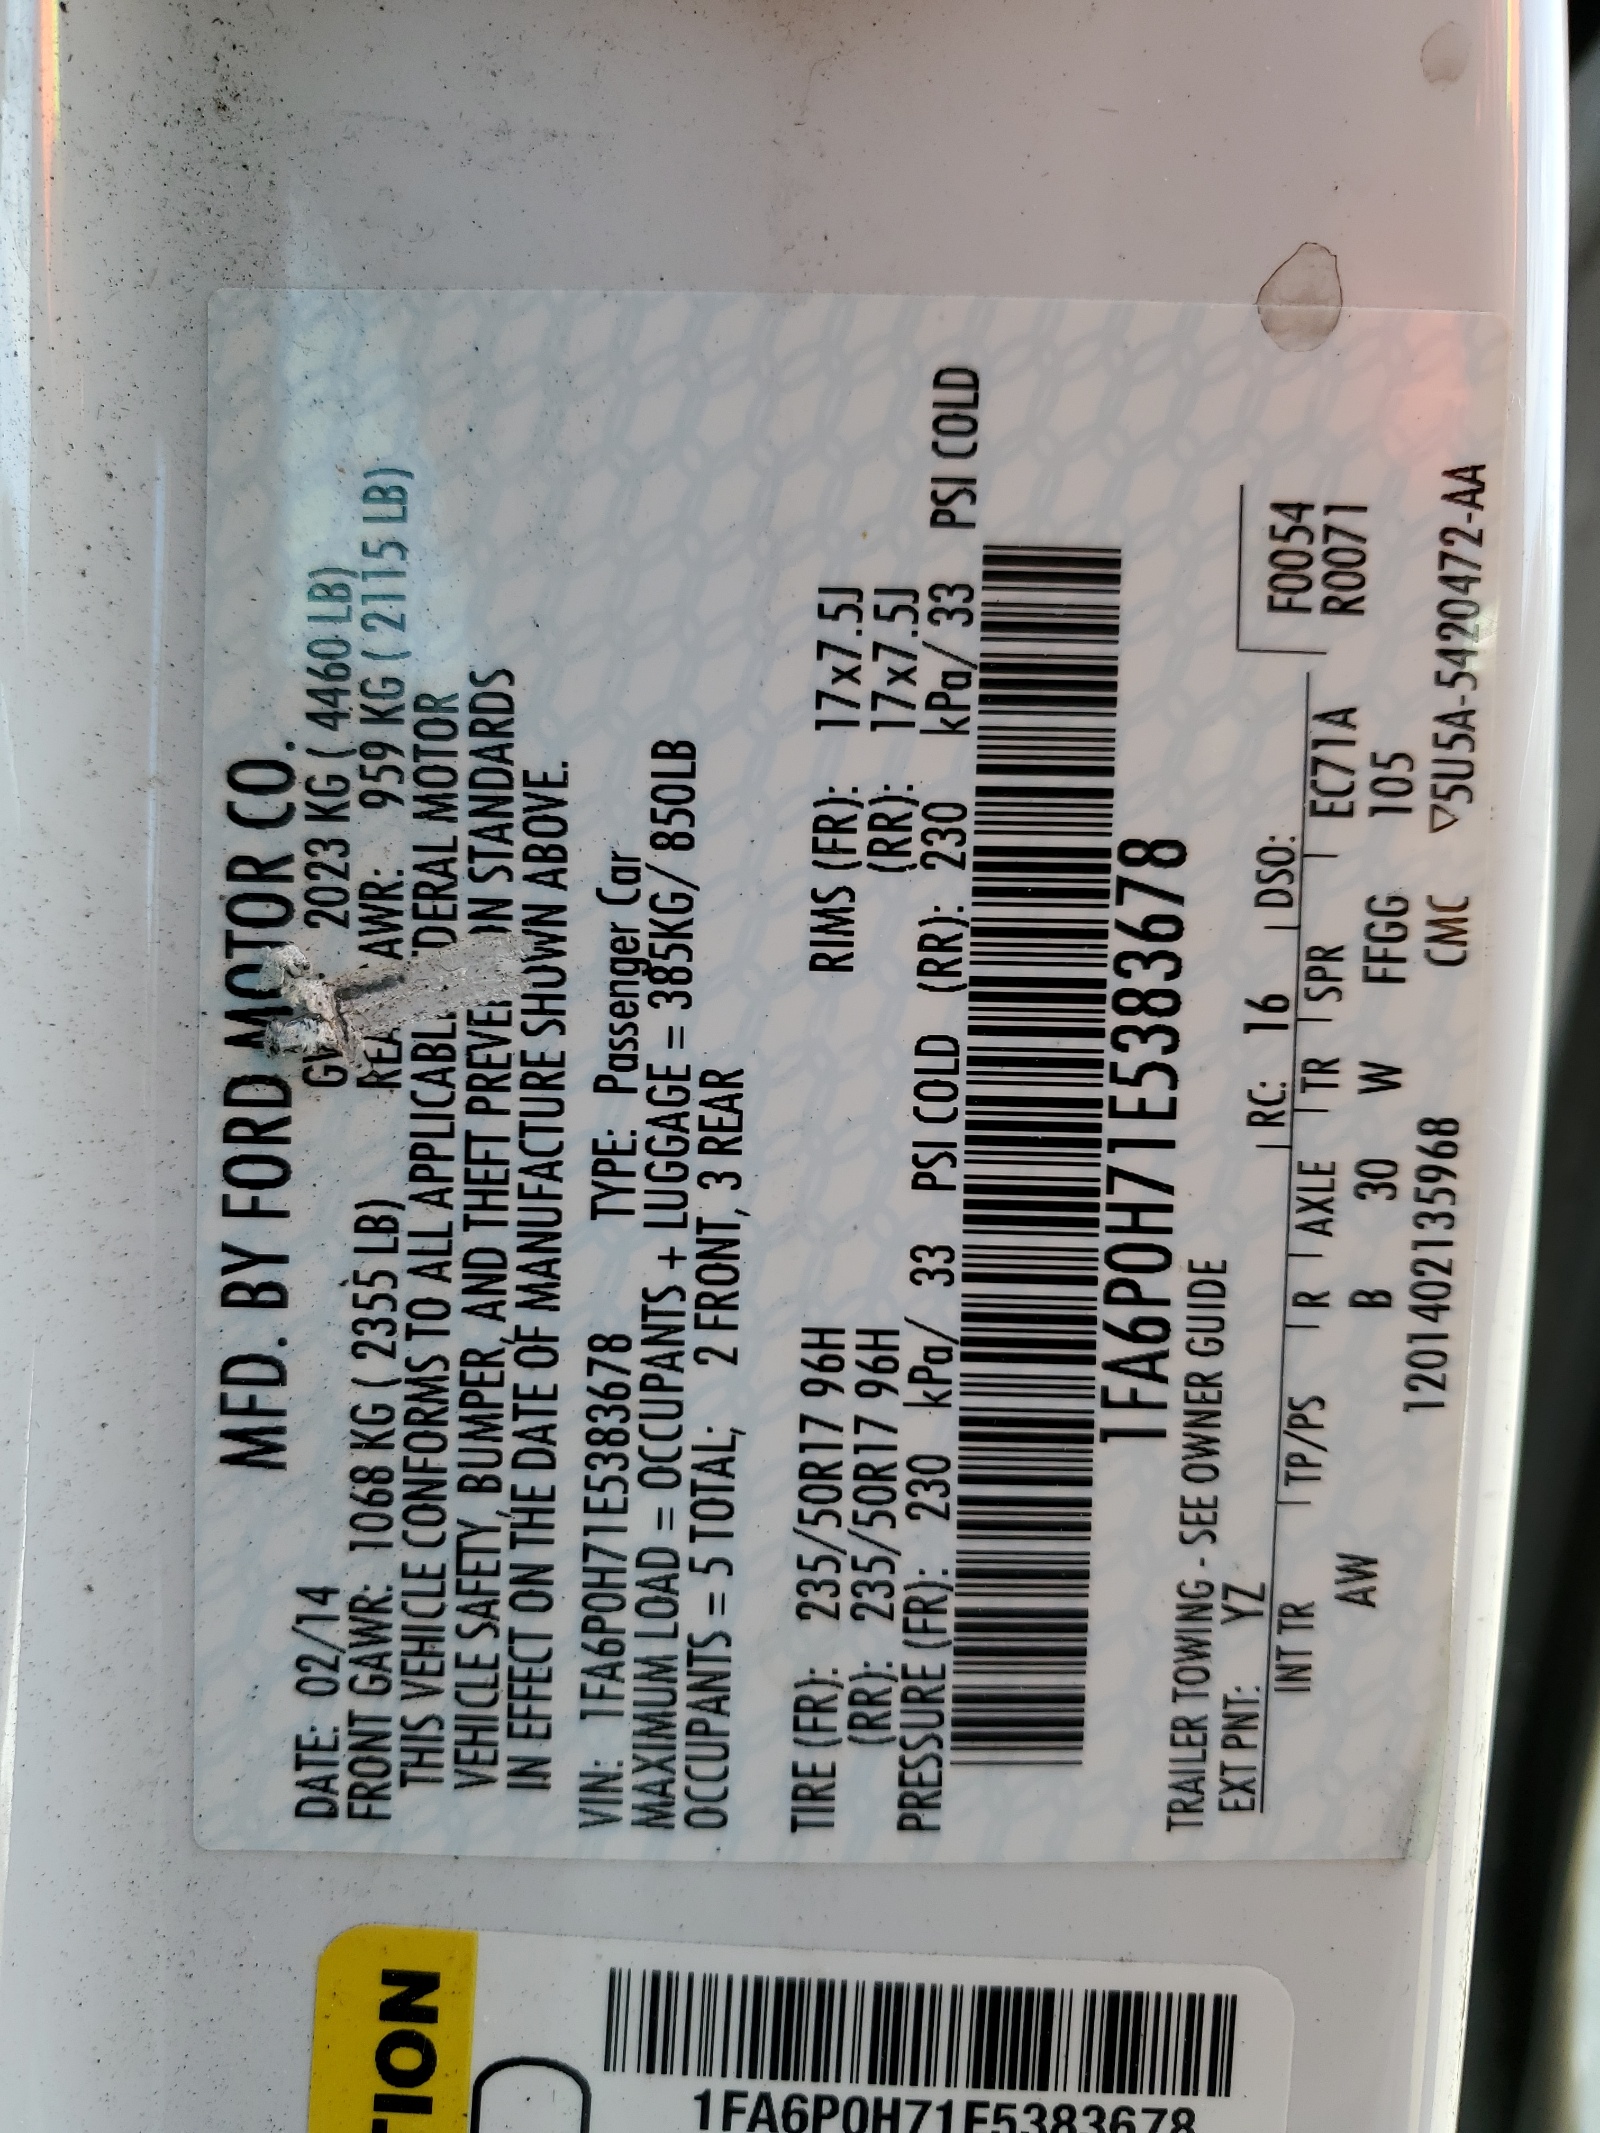 MFD. BY FORD MOTOR CO.
DATE: 02/14 2023 KG ( 4460 LB)
FRONT GAWR: 1068 KG ( 2355 LB) 959 KG ( 2115 LB)
THIS VEHICLE CONFORMS TO ALL MOTOR
VEHICLE SAFETY, BUMPER, AND THEFT STANDARDS
IN EFFECT ON THE DATE OF MANUFACTURE SHOWN ABOVE.
VIN: 1FA6P0H71E5383678 TYPE: Passenger Car
MAXIMUM LOAD = OCCUPANTS + LUGGAGE = 385KG/ 850LB
OCCUPANTS = 5 TOTAL; 2 FRONT, 3 REAR
TIRE (FR): 235/50R17 96H RIMS (FR): 17x7.5J
(RR): 235/50R17 96H (RR): 17x7.5J
PRESSURE (FR): 230 kPa/ 33 PSI COLD (RR): 230 kPa/ 33 PSI COLD
1FA6P0H71E5383678
TRAILER TOWING - SEE OWNER GUIDE
EXT PNT: YZ RC: 16 DSO:
F0054
R0071
INT TR TP/PS R AXLE TR SPR EC71A
AW B 30 W FFGG 105
1201402135968 CMC ▽5U5A-5420472-AA
1FA6P0H71E5383678